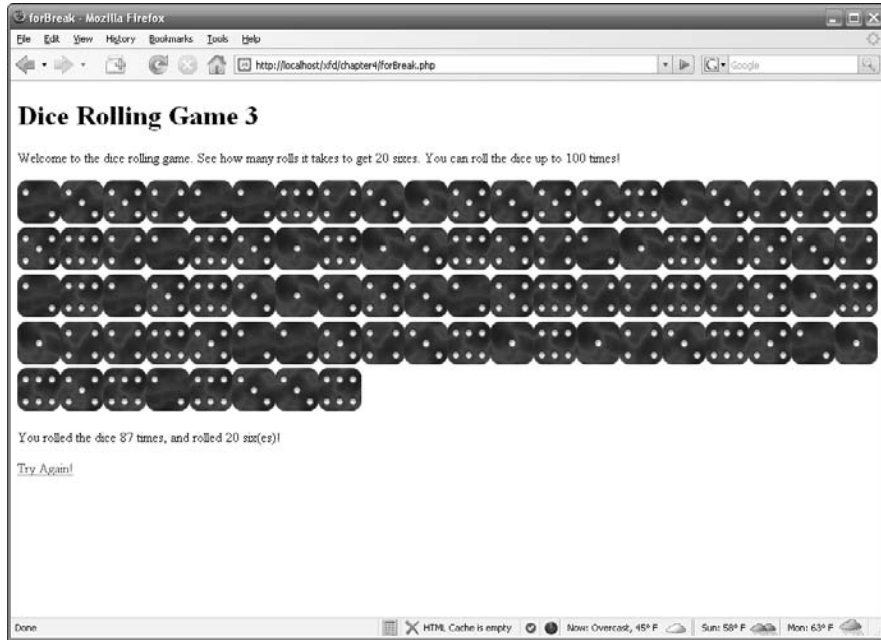 forBreak - Mozilla Firefox
File Edit View History Bookmarks Tools Help
http://localhost/xfd/chapter4/forBreak.php
Google
Dice Rolling Game 3
Welcome to the dice rolling game. See how many rolls it takes to get 20 sixes. You can roll the dice up to 100 times!
You rolled the dice 87 times, and rolled 20 six(es)!
Try Again!
Done
HTML Cache is empty
Now: Overcast, 45° F
Sun: 58° F
Mon: 63° F